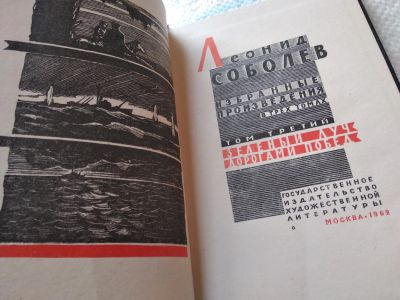 Леонид
СОБОЛЕВ
ИЗБРАННЫЕ
ПРОИЗВЕДЕНИЯ
В ТРЕХ ТОМАХ
ТОМ ТРЕТИЙ
ЗЕЛЕНЫЙ ЛУЧ
ДОРОГАМИ ПОБЕД
ГОСУДАРСТВЕННОЕ
ИЗДАТЕЛЬСТВО
ХУДОЖЕСТВЕННОЙ
ЛИТЕРАТУРЫ
МОСКВА • 1962